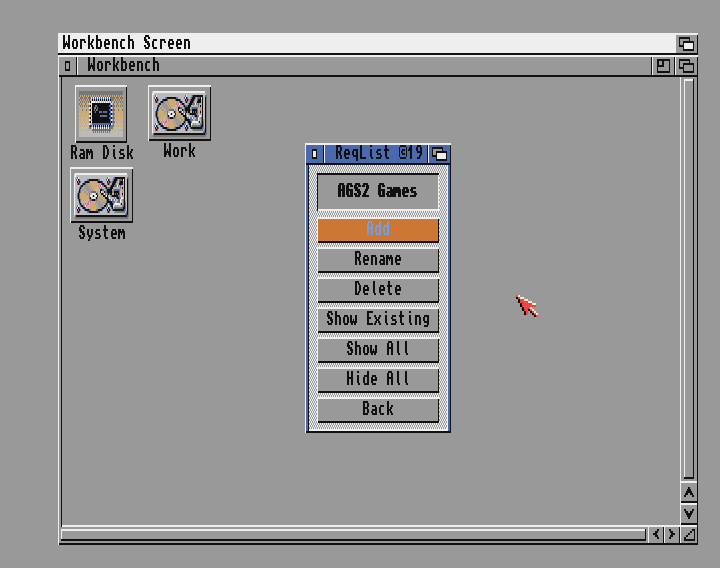 Workbench Screen
Workbench
Ram Disk
Work
System
ReqList ©19
AGS2 Games
Add
Rename
Delete
Show Existing
Show All
Hide All
Back